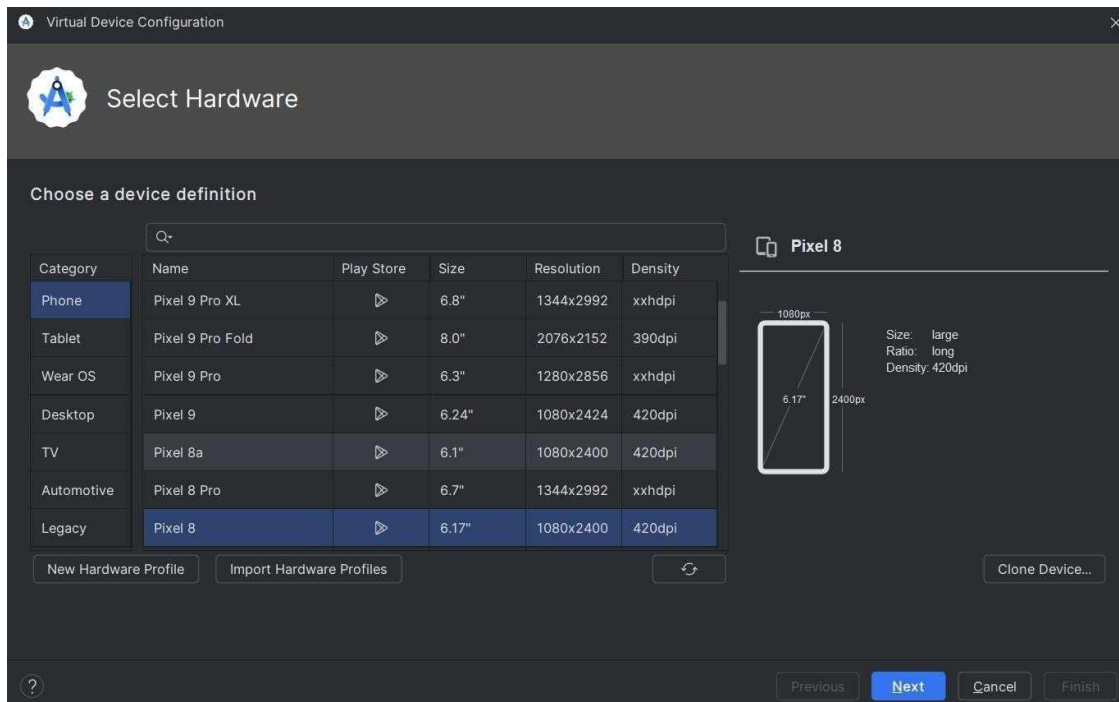 Virtual Device Configuration
Select Hardware
Choose a device definition
Category
Phone
Tablet
Wear OS
Desktop
TV
Automotive
Legacy
Name Play Store Size Resolution Density
Pixel 9 Pro XL 6.8" 1344x2992 xxhdpi
Pixel 9 Pro Fold 8.0" 2076x2152 390dpi
Pixel 9 Pro 6.3" 1280x2856 xxhdpi
Pixel 9 6.24" 1080x2424 420dpi
Pixel 8a 6.1" 1080x2400 420dpi
Pixel 8 Pro 6.7" 1344x2992 xxhdpi
Pixel 8 6.17" 1080x2400 420dpi
New Hardware Profile Import Hardware Profiles
Pixel 8
1080px
6.17"
2400px
Size: large
Ratio: long
Density: 420dpi
Clone Device...
? Previous Next Cancel Finish